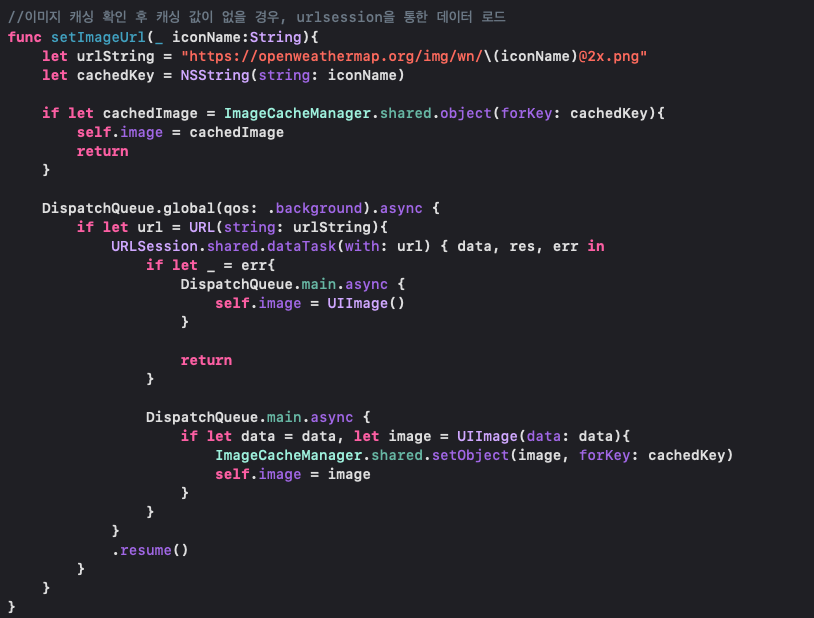 //이미지 캐싱 확인 후 캐싱 값이 없을 경우, urlsession을 통한 데이터 로드
func setImageUrl(_ iconName:String){
    let urlString = "https://openweathermap.org/img/wn/\(iconName)@2x.png"
    let cachedKey = NSString(string: iconName)

    if let cachedImage = ImageCacheManager.shared.object(forKey: cachedKey){
        self.image = cachedImage
        return
    }

    DispatchQueue.global(qos: .background).async {
        if let url = URL(string: urlString){
            URLSession.shared.dataTask(with: url) { data, res, err in
                if let _ = err{
                    DispatchQueue.main.async {
                        self.image = UIImage()
                    }

                    return
                }

                DispatchQueue.main.async {
                    if let data = data, let image = UIImage(data: data){
                        ImageCacheManager.shared.setObject(image, forKey: cachedKey)
                        self.image = image
                    }
                }
            }
            .resume()
        }
    }
}